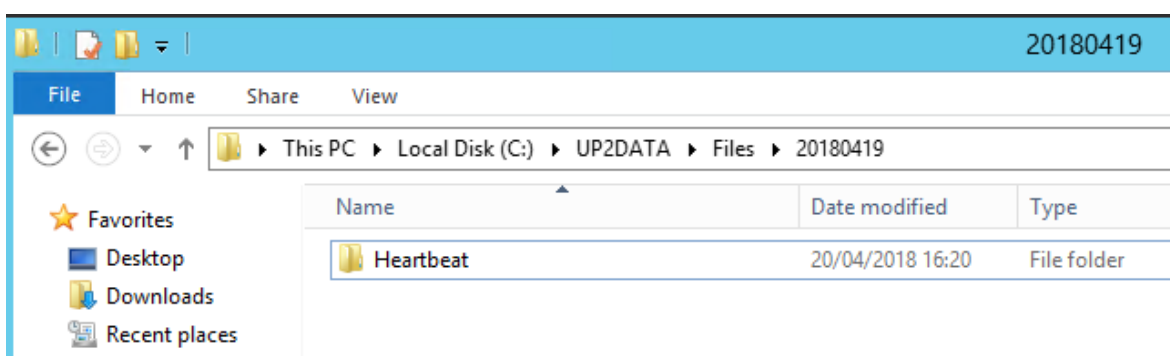 20180419
File Home Share View
This PC Local Disk (C:) UP2DATA Files 20180419
Name Date modified Type
Favorites
Desktop
Downloads
Recent places
Heartbeat 20/04/2018 16:20 File folder